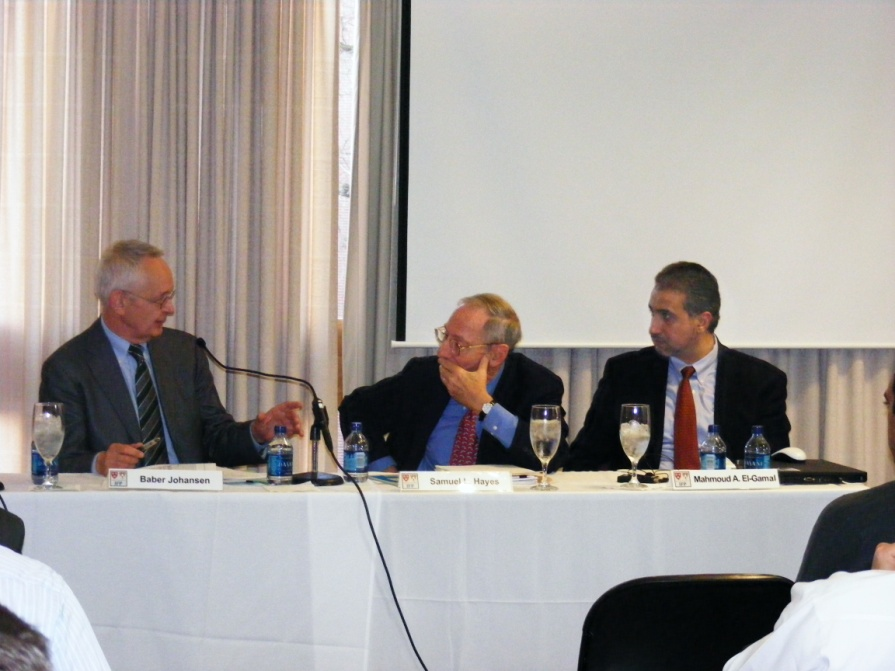 Baber Johansen
Samuel L. Hayes
Mahmoud A. El-Gamal